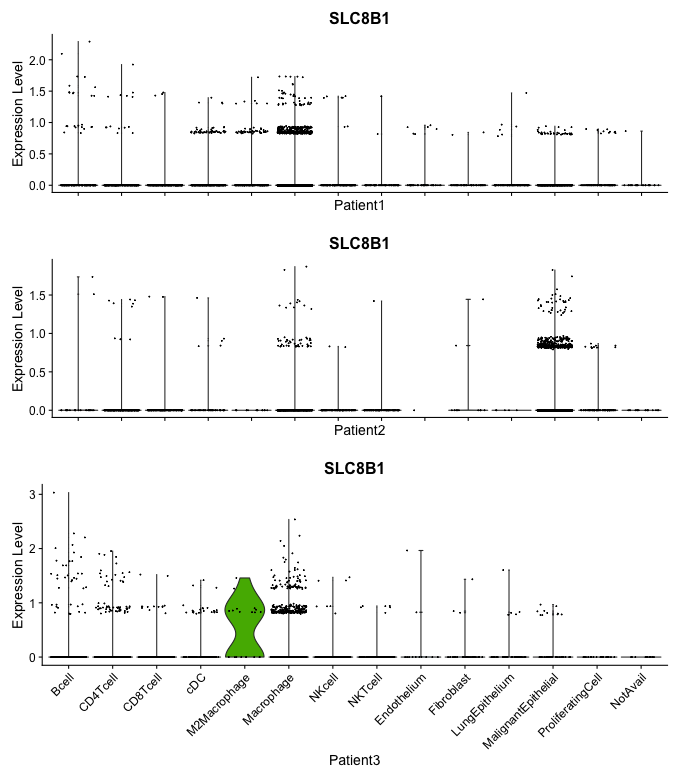 SLC8B1
Expression Level
2.0
1.5
1.0
0.5
0.0
Patient1
SLC8B1
Expression Level
1.5
1.0
0.5
0.0
Patient2
SLC8B1
Expression Level
3
2
1
0
Bcell
CD4Tcell
CD8Tcell
cDC
M2Macrophage
Macrophage
NKcell
NKTcell
Endothelium
Fibroblast
LungEpithelium
MalignantEpithelial
ProliferatingCell
NotAvail
Patient3